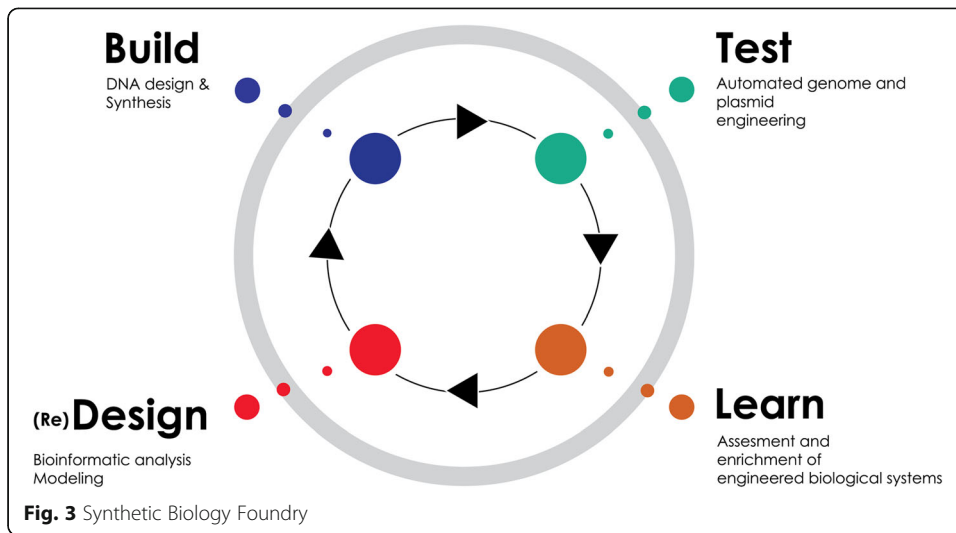 Build
DNA design &
Synthesis
Test
Automated genome and
plasmid
engineering
(Re)Design
Bioinformatic analysis
Modeling
Learn
Assesment and
enrichment of
engineered biological systems
Fig. 3 Synthetic Biology Foundry